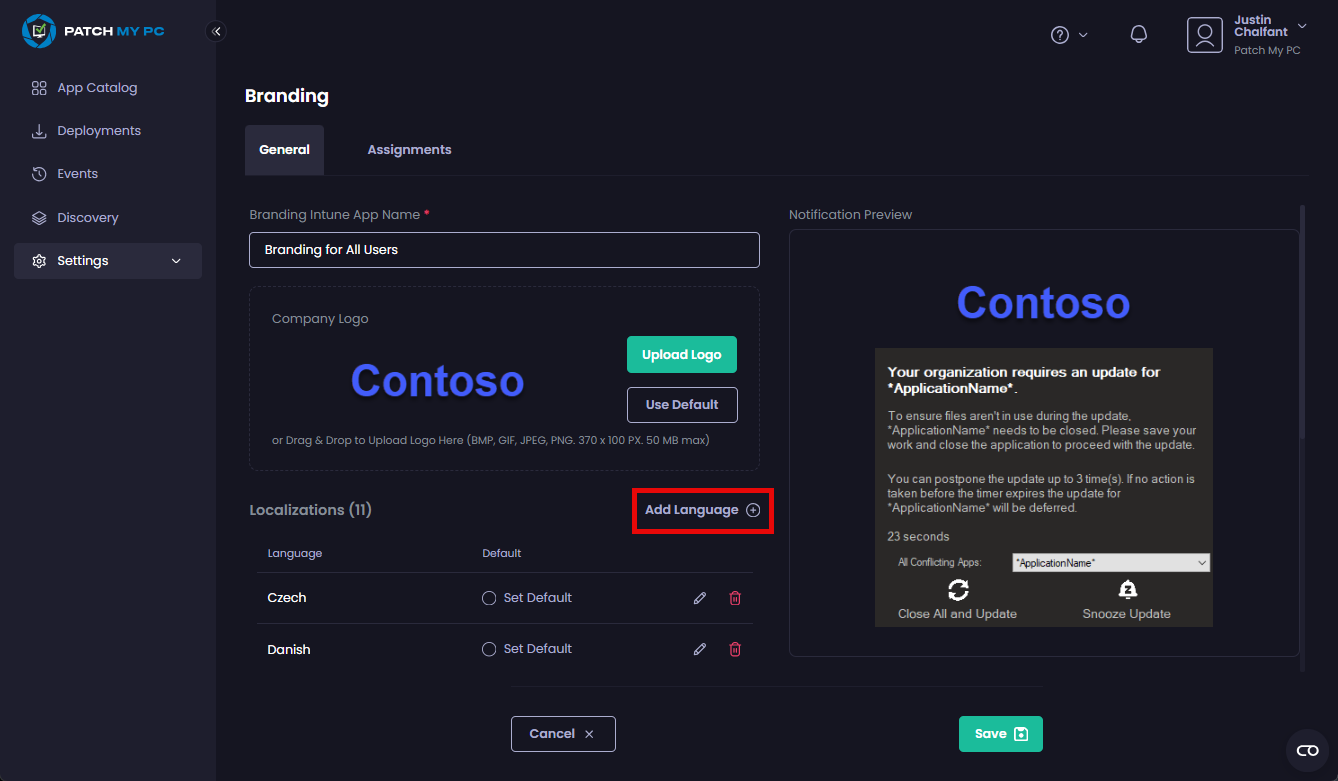 PATCH MY PC
App Catalog
Deployments
Events
Discovery
Settings
Justin
Chalfant
Patch My PC
Branding
General
Assignments
Branding Intune App Name *
Branding for All Users
Company Logo
Contoso
Upload Logo
Use Default
or Drag & Drop to Upload Logo Here (BMP, GIF, JPEG, PNG. 370 x 100 PX. 50 MB max)
Localizations (11)
Add Language
Language
Default
Czech
Set Default
Danish
Set Default
Notification Preview
Contoso
Your organization requires an update for
*ApplicationName*.
To ensure files aren't in use during the update,
*ApplicationName* needs to be closed. Please save your
work and close the application to proceed with the update.
You can postpone the update up to 3 time(s). If no action is
taken before the timer expires the update for
*ApplicationName* will be deferred.
23 seconds
All Conflicting Apps:
*ApplicationName*
Close All and Update
Snooze Update
Cancel
Save